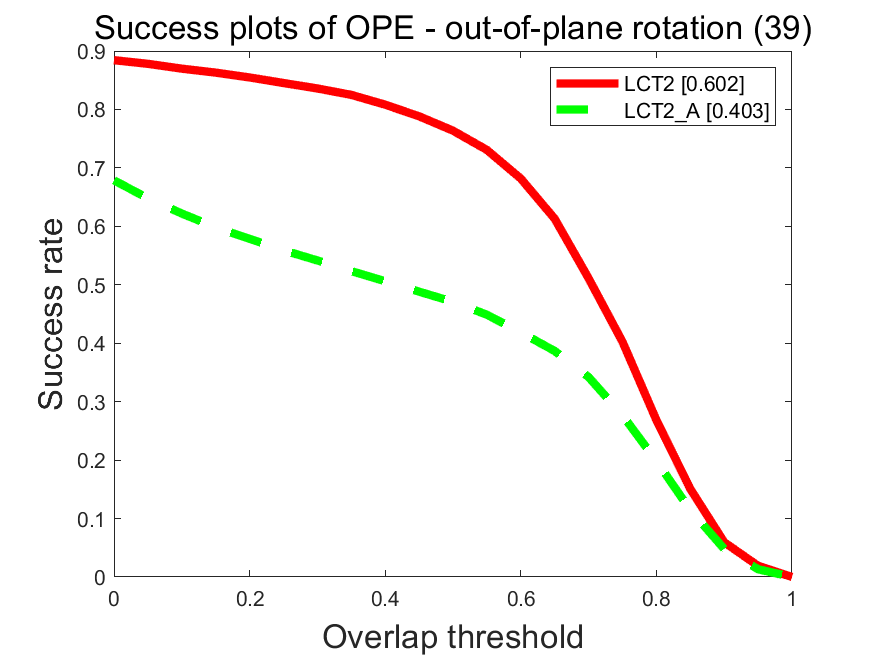 Success plots of OPE - out-of-plane rotation (39)
LCT2 [0.602]
LCT2_A [0.403]
Success rate
0.9
0.8
0.7
0.6
0.5
0.4
0.3
0.2
0.1
0
0 0.2 0.4 0.6 0.8 1
Overlap threshold